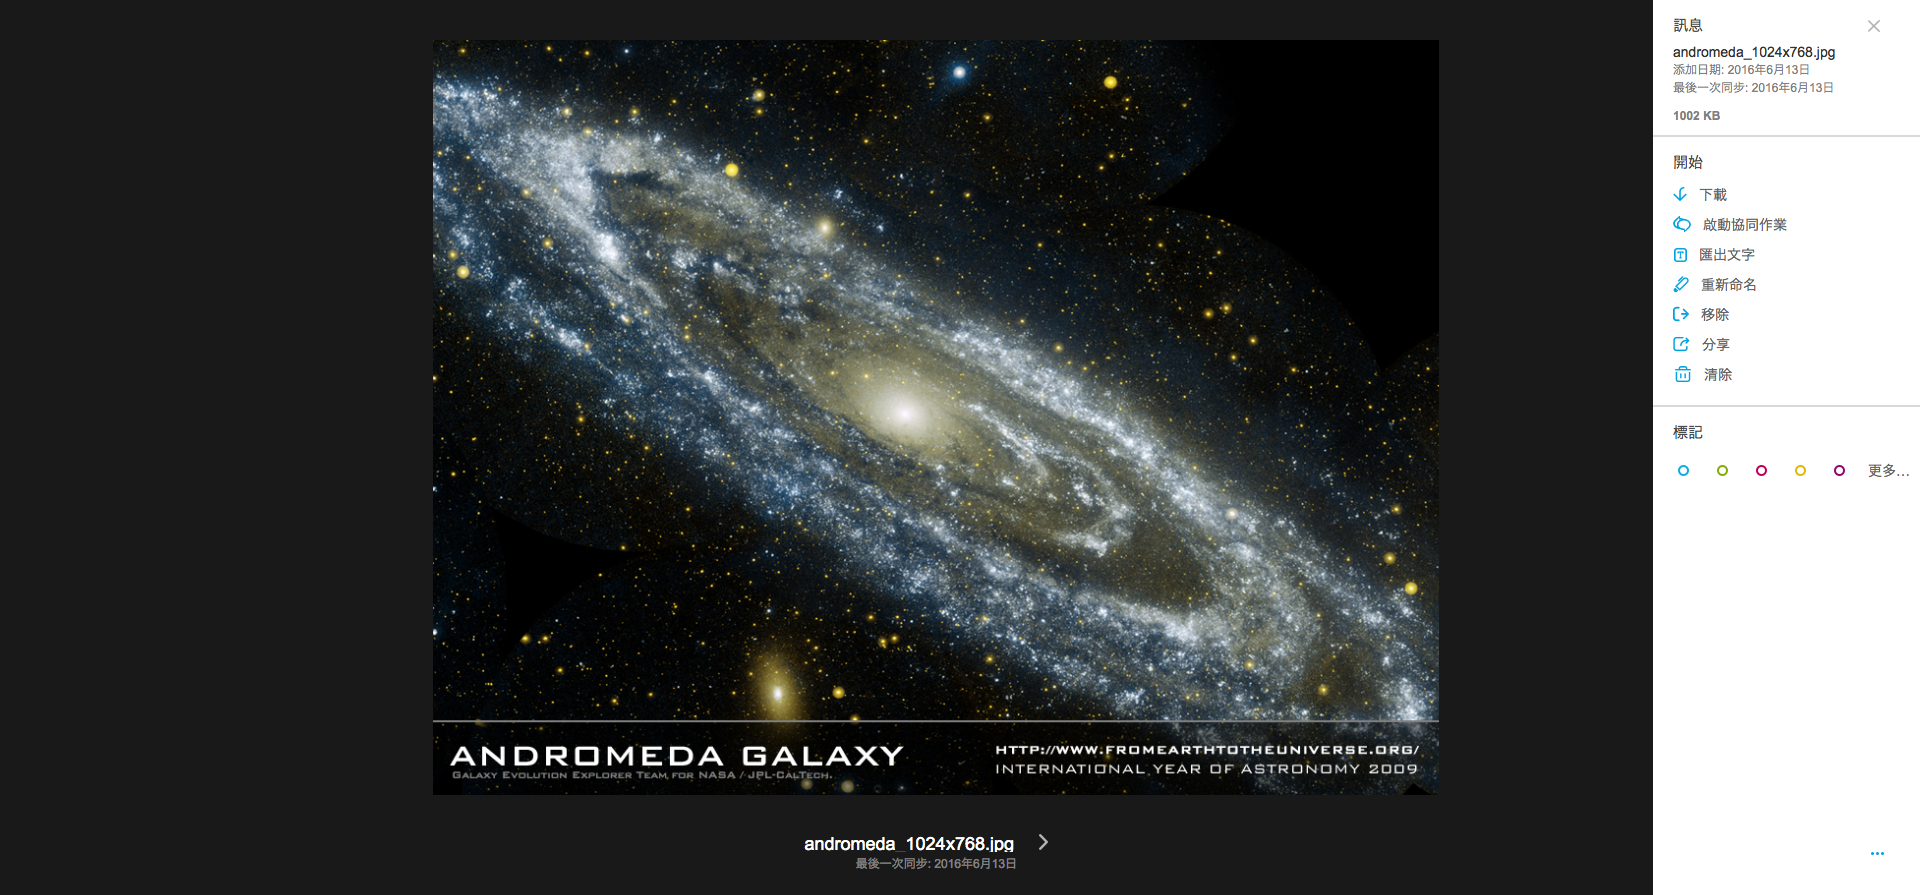 ANDROMEDA GALAXY
GALAXY EVOLUTION EXPLORER TEAM, FOR NASA / JPL-CALTECH.
HTTP://WWW.FROMEARTHTOTHEUNIVERSE.ORG/
INTERNATIONAL YEAR OF ASTRONOMY 2009
andromeda_1024x768.jpg
最後一次同步: 2016年6月13日
訊息
andromeda_1024x768.jpg
添加日期: 2016年6月13日
最後一次同步: 2016年6月13日
1002 KB
開始
下載
啟動協同作業
匯出文字
重新命名
移除
分享
清除
標記
更多...